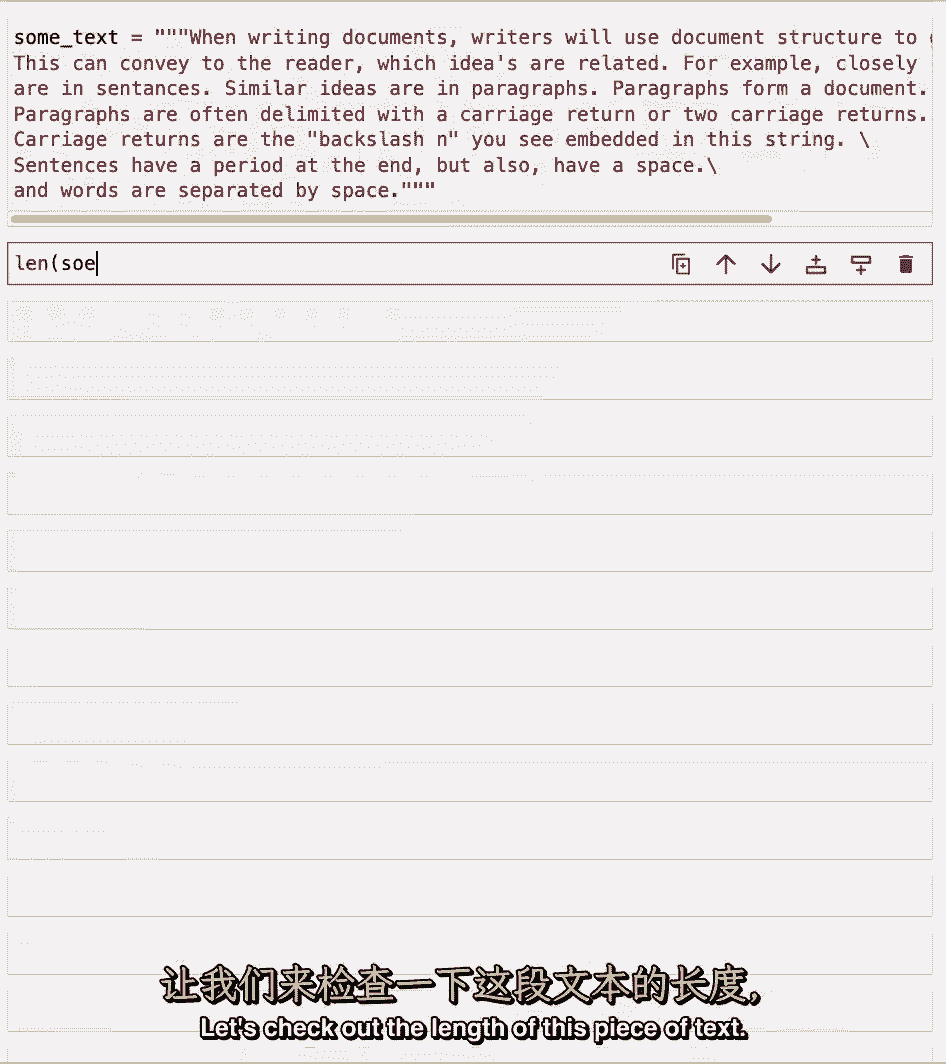 some_text = """When writing documents, writers will use document structure to
This can convey to the reader, which idea's are related. For example, closely
are in sentances. Similar ideas are in paragraphs. Paragraphs form a document.
Paragraphs are often delimited with a carriage return or two carriage returns.
Carriage returns are the "backslash n" you see embedded in this string. \
Sentences have a period at the end, but also, have a space.\
and words are separated by space."""
len(soe
让我们来检查一下这段文本的长度,
Let's check out the length of this piece of text.